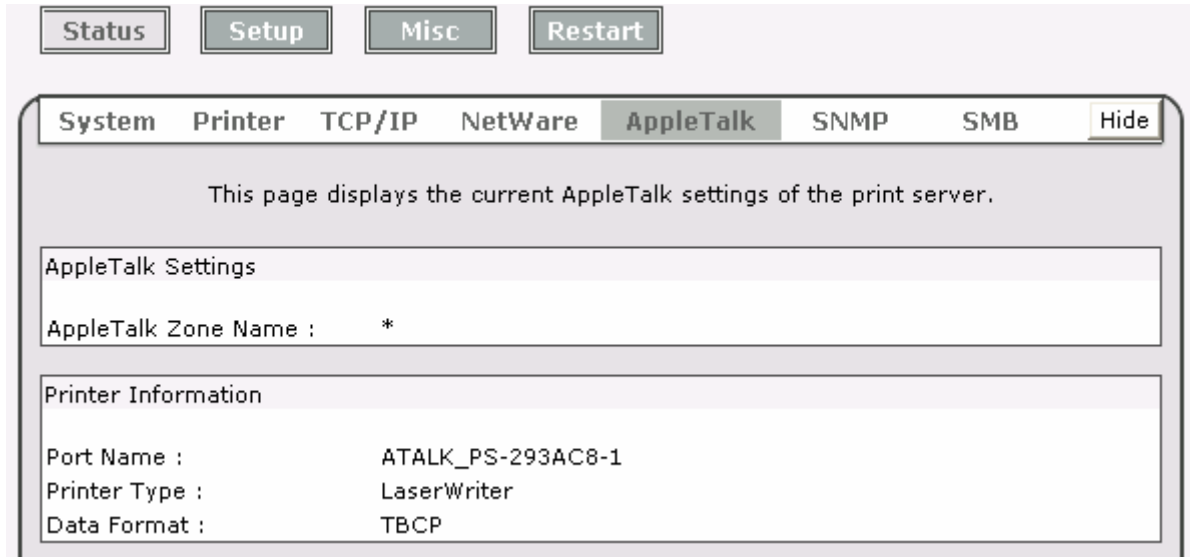 Status Setup Misc Restart
System Printer TCP/IP NetWare AppleTalk SNMP SMB Hide
This page displays the current AppleTalk settings of the print server.
AppleTalk Settings
AppleTalk Zone Name : *
Printer Information
Port Name : ATALK_PS-293AC8-1
Printer Type : LaserWriter
Data Format : TBCP